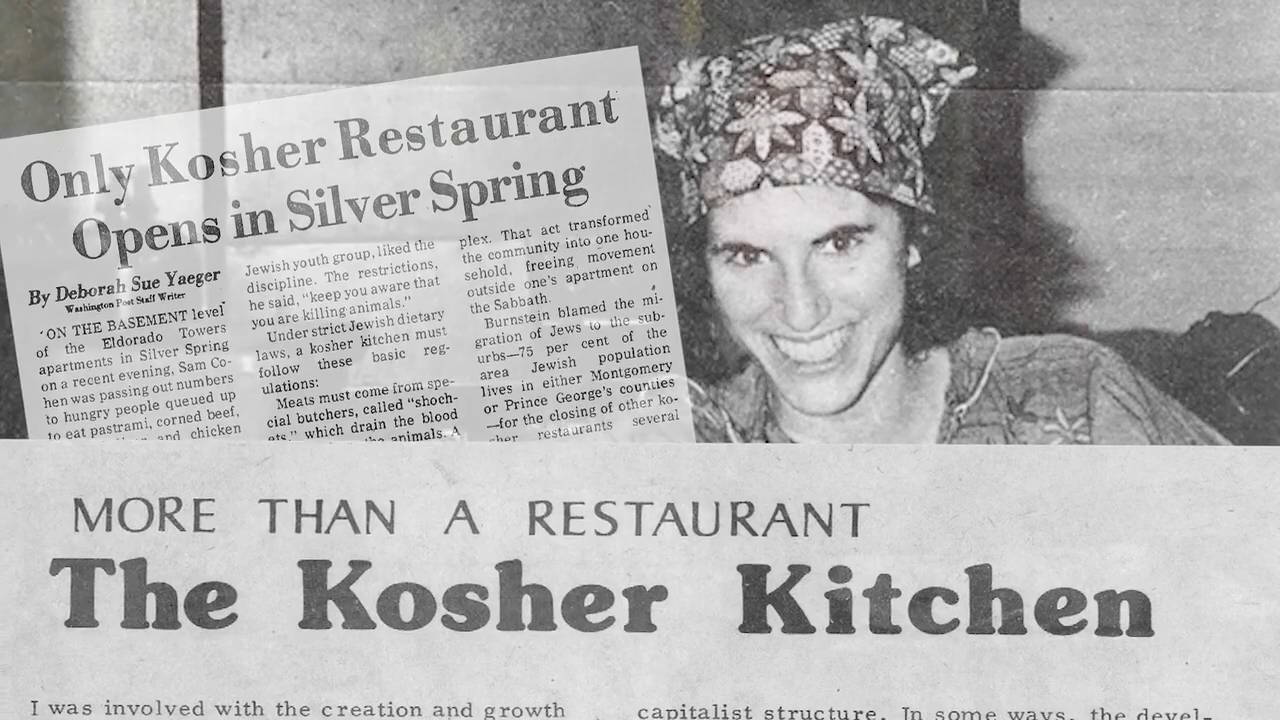 Only Kosher Restaurant
Opens in Silver Spring
By Deborah Sue Yaeger
Washington Post Staff Writer
'ON THE BASEMENT level
of the Eldorado Towers
apartments in Silver Spring
on a recent evening, Sam Co-
hen was passing out numbers
to hungry people queued up
to eat pastrami, corned beef,
and chicken
Jewish youth group, liked the
discipline. The restrictions,
he said, "keep you aware that
you are killing animals."
Under strict Jewish dietary
laws, a kosher kitchen must
follow these basic reg-
ulations:
Meats must come from spe-
cial butchers, called "shoch-
ets," which drain the blood
the animals. A
plex. That act transformed
the community into one hou-
sehold, freeing movement
outside one's apartment on
the Sabbath.
Burnstein blamed the mi-
gration of Jews to the sub-
urbs—75 per cent of the
area Jewish population
lives in either Montgomery
or Prince George's counties
—for the closing of other ko-
sher restaurants several
MORE THAN A RESTAURANT
The Kosher Kitchen
I was involved with the creation and growth
capitalist structure. In some ways, the devel-